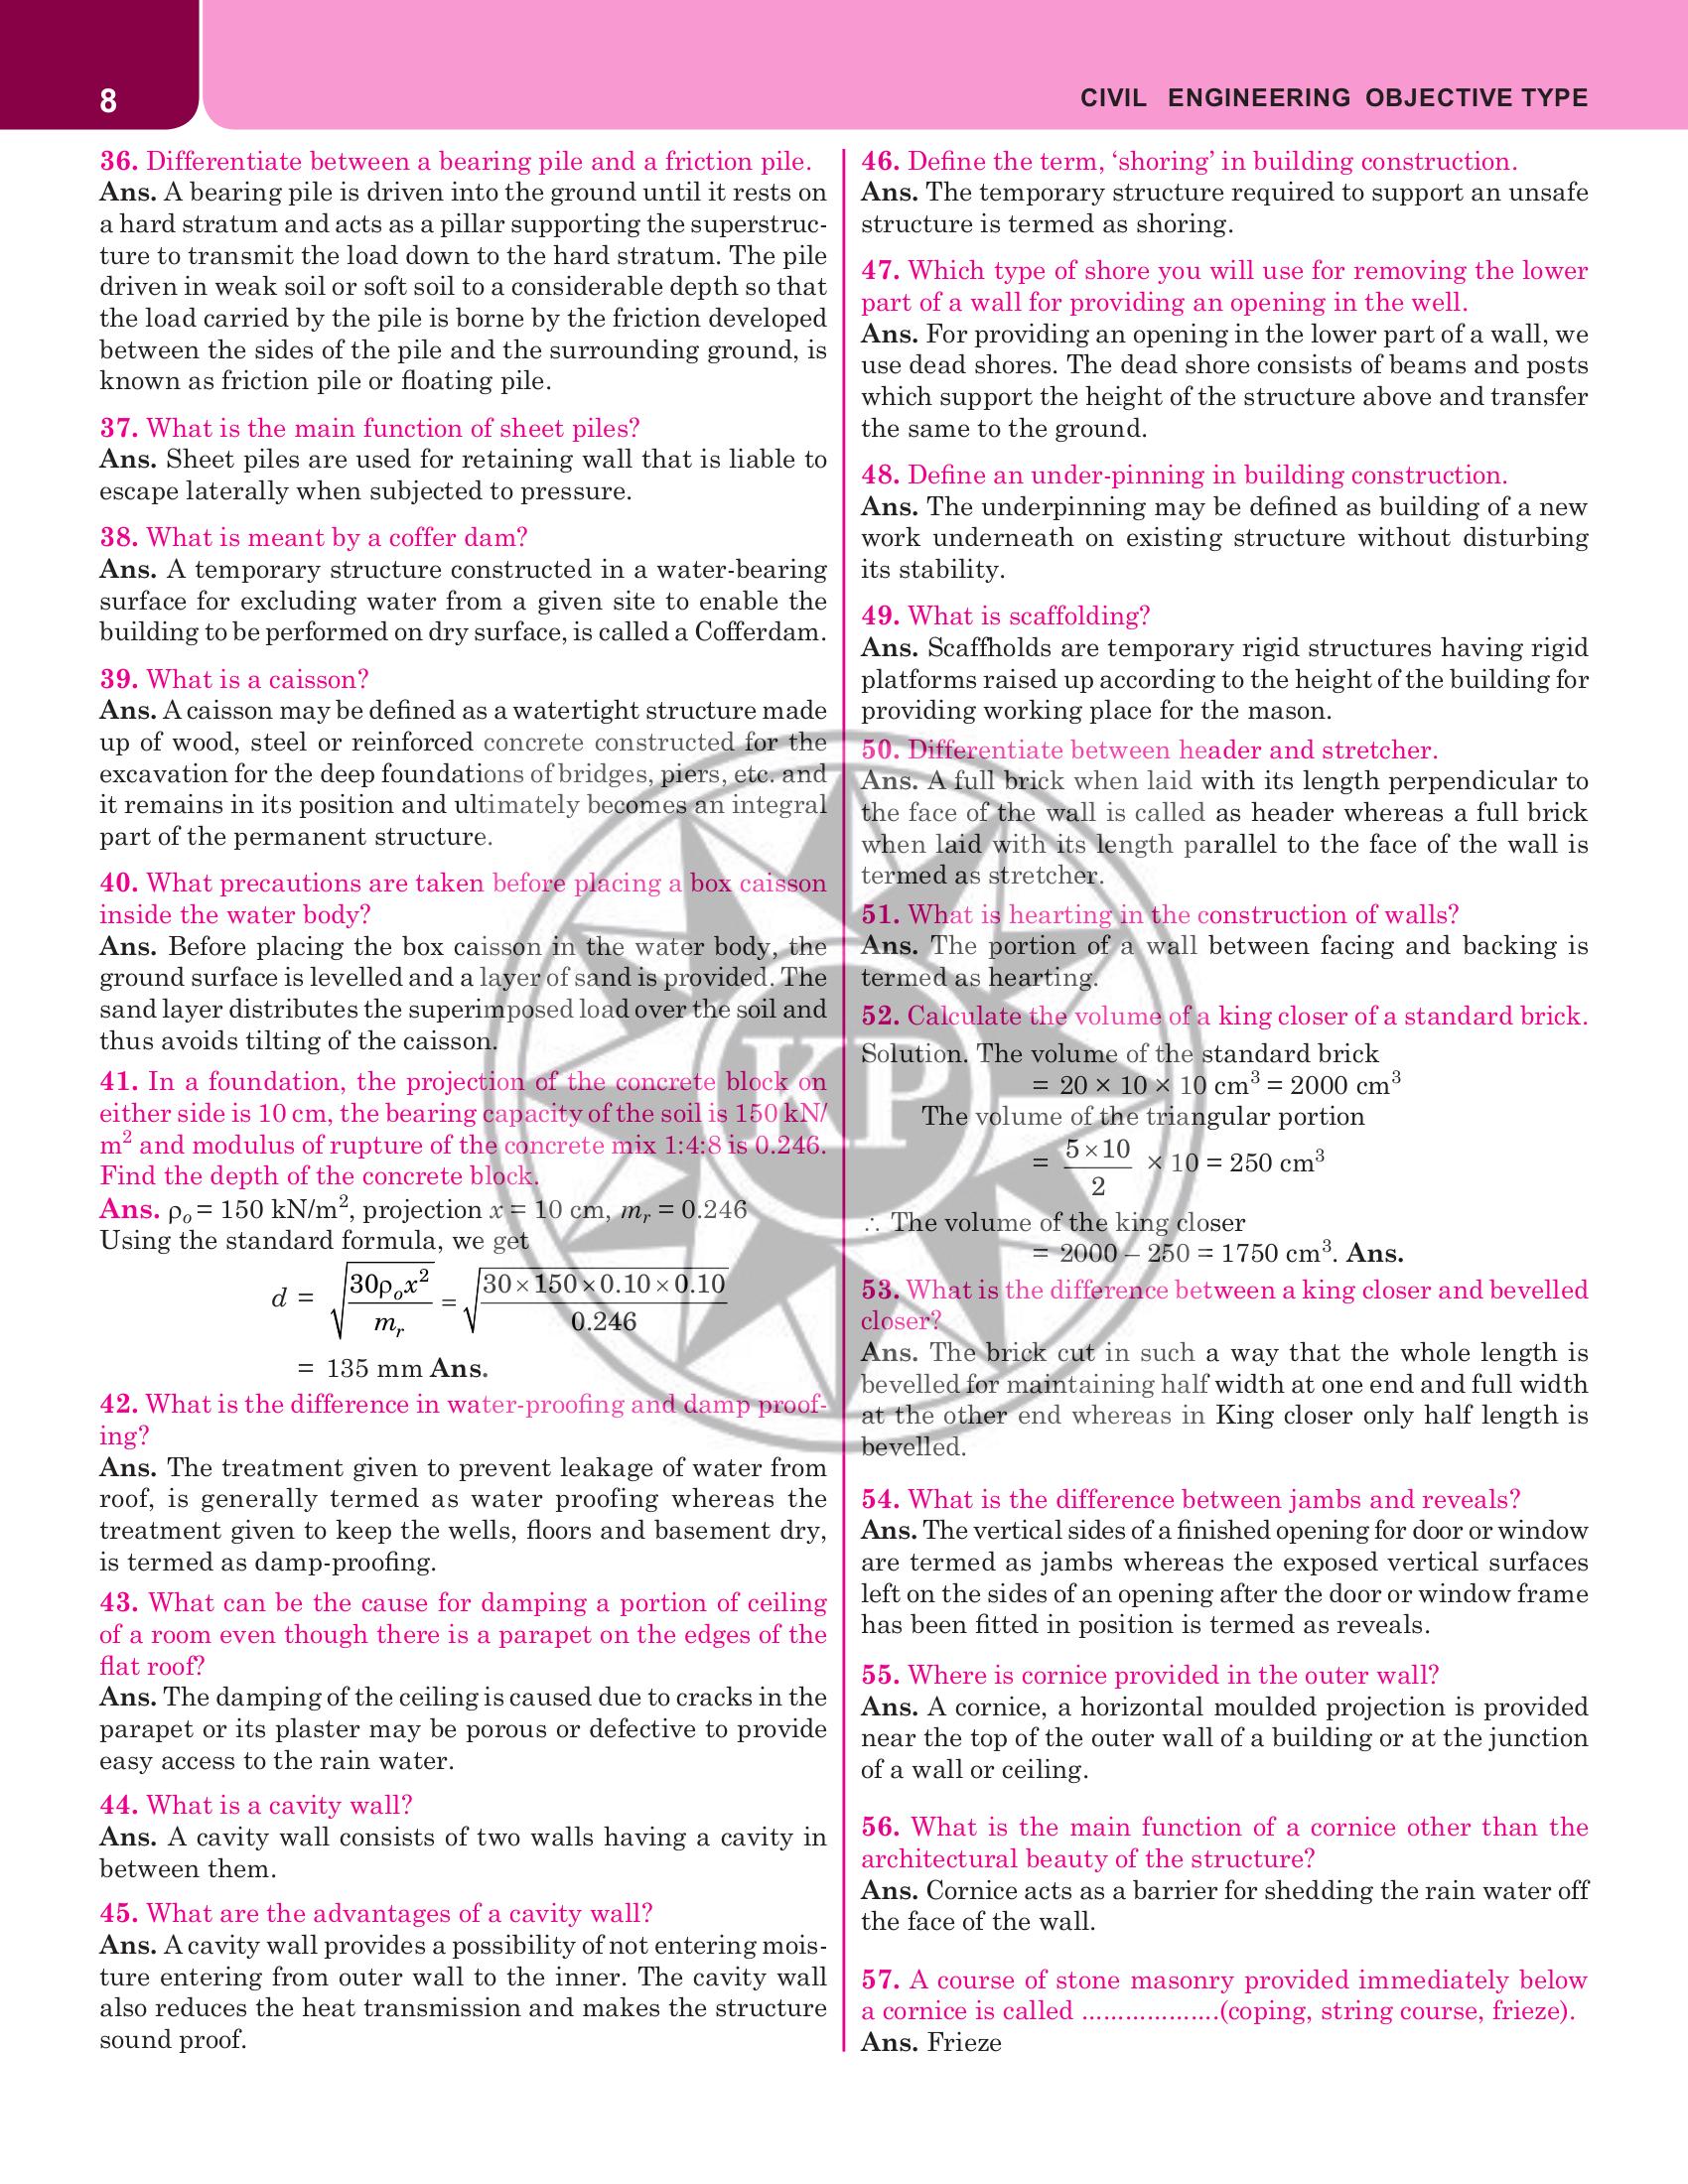 8
CIVIL ENGINEERING OBJECTIVE TYPE
36. Differentiate between a bearing pile and a friction pile.
Ans. A bearing pile is driven into the ground until it rests on
a hard stratum and acts as a pillar supporting the superstruc-
ture to transmit the load down to the hard stratum. The pile
driven in weak soil or soft soil to a considerable depth so that
the load carried by the pile is borne by the friction developed
between the sides of the pile and the surrounding ground, is
known as friction pile or floating pile.
37. What is the main function of sheet piles?
Ans. Sheet piles are used for retaining wall that is liable to
escape laterally when subjected to pressure.
38. What is meant by a coffer dam?
Ans. A temporary structure constructed in a water-bearing
surface for excluding water from a given site to enable the
building to be performed on dry surface, is called a Cofferdam.
39. What is a caisson?
Ans. A caisson may be defined as a watertight structure made
up of wood, steel or reinforced concrete constructed for the
excavation for the deep foundations of bridges, piers, etc. and
it remains in its position and ultimately becomes an integral
part of the permanent structure.
40. What precautions are taken before placing a box caisson
inside the water body?
Ans. Before placing the box caisson in the water body, the
ground surface is levelled and a layer of sand is provided. The
sand layer distributes the superimposed load over the soil and
thus avoids tilting of the caisson.
41. In a foundation, the projection of the concrete block on
either side is 10 cm, the bearing capacity of the soil is 150 kN/
m² and modulus of rupture of the concrete mix 1:4:8 is 0.246.
Find the depth of the concrete block.
Ans. ρₒ = 150 kN/m², projection x = 10 cm, mᵣ = 0.246
Using the standard formula, we get
d = √(30ρₒx² / mᵣ) = √(30 × 150 × 0.10 × 0.10 / 0.246)
= 135 mm Ans.
42. What is the difference in water-proofing and damp proof-
ing?
Ans. The treatment given to prevent leakage of water from
roof, is generally termed as water proofing whereas the
treatment given to keep the wells, floors and basement dry,
is termed as damp-proofing.
43. What can be the cause for damping a portion of ceiling
of a room even though there is a parapet on the edges of the
flat roof?
Ans. The damping of the ceiling is caused due to cracks in the
parapet or its plaster may be porous or defective to provide
easy access to the rain water.
44. What is a cavity wall?
Ans. A cavity wall consists of two walls having a cavity in
between them.
45. What are the advantages of a cavity wall?
Ans. A cavity wall provides a possibility of not entering mois-
ture entering from outer wall to the inner. The cavity wall
also reduces the heat transmission and makes the structure
sound proof.
46. Define the term, ‘shoring’ in building construction.
Ans. The temporary structure required to support an unsafe
structure is termed as shoring.
47. Which type of shore you will use for removing the lower
part of a wall for providing an opening in the well.
Ans. For providing an opening in the lower part of a wall, we
use dead shores. The dead shore consists of beams and posts
which support the height of the structure above and transfer
the same to the ground.
48. Define an under-pinning in building construction.
Ans. The underpinning may be defined as building of a new
work underneath on existing structure without disturbing
its stability.
49. What is scaffolding?
Ans. Scaffholds are temporary rigid structures having rigid
platforms raised up according to the height of the building for
providing working place for the mason.
50. Differentiate between header and stretcher.
Ans. A full brick when laid with its length perpendicular to
the face of the wall is called as header whereas a full brick
when laid with its length parallel to the face of the wall is
termed as stretcher.
51. What is hearting in the construction of walls?
Ans. The portion of a wall between facing and backing is
termed as hearting.
52. Calculate the volume of a king closer of a standard brick.
Solution. The volume of the standard brick
= 20 × 10 × 10 cm³ = 2000 cm³
The volume of the triangular portion
= (5 × 10) / 2 × 10 = 250 cm³
∴ The volume of the king closer
= 2000 – 250 = 1750 cm³. Ans.
53. What is the difference between a king closer and bevelled
closer?
Ans. The brick cut in such a way that the whole length is
bevelled for maintaining half width at one end and full width
at the other end whereas in King closer only half length is
bevelled.
54. What is the difference between jambs and reveals?
Ans. The vertical sides of a finished opening for door or window
are termed as jambs whereas the exposed vertical surfaces
left on the sides of an opening after the door or window frame
has been fitted in position is termed as reveals.
55. Where is cornice provided in the outer wall?
Ans. A cornice, a horizontal moulded projection is provided
near the top of the outer wall of a building or at the junction
of a wall or ceiling.
56. What is the main function of a cornice other than the
architectural beauty of the structure?
Ans. Cornice acts as a barrier for shedding the rain water off
the face of the wall.
57. A course of stone masonry provided immediately below
a cornice is called ...................(coping, string course, frieze).
Ans. Frieze
KP